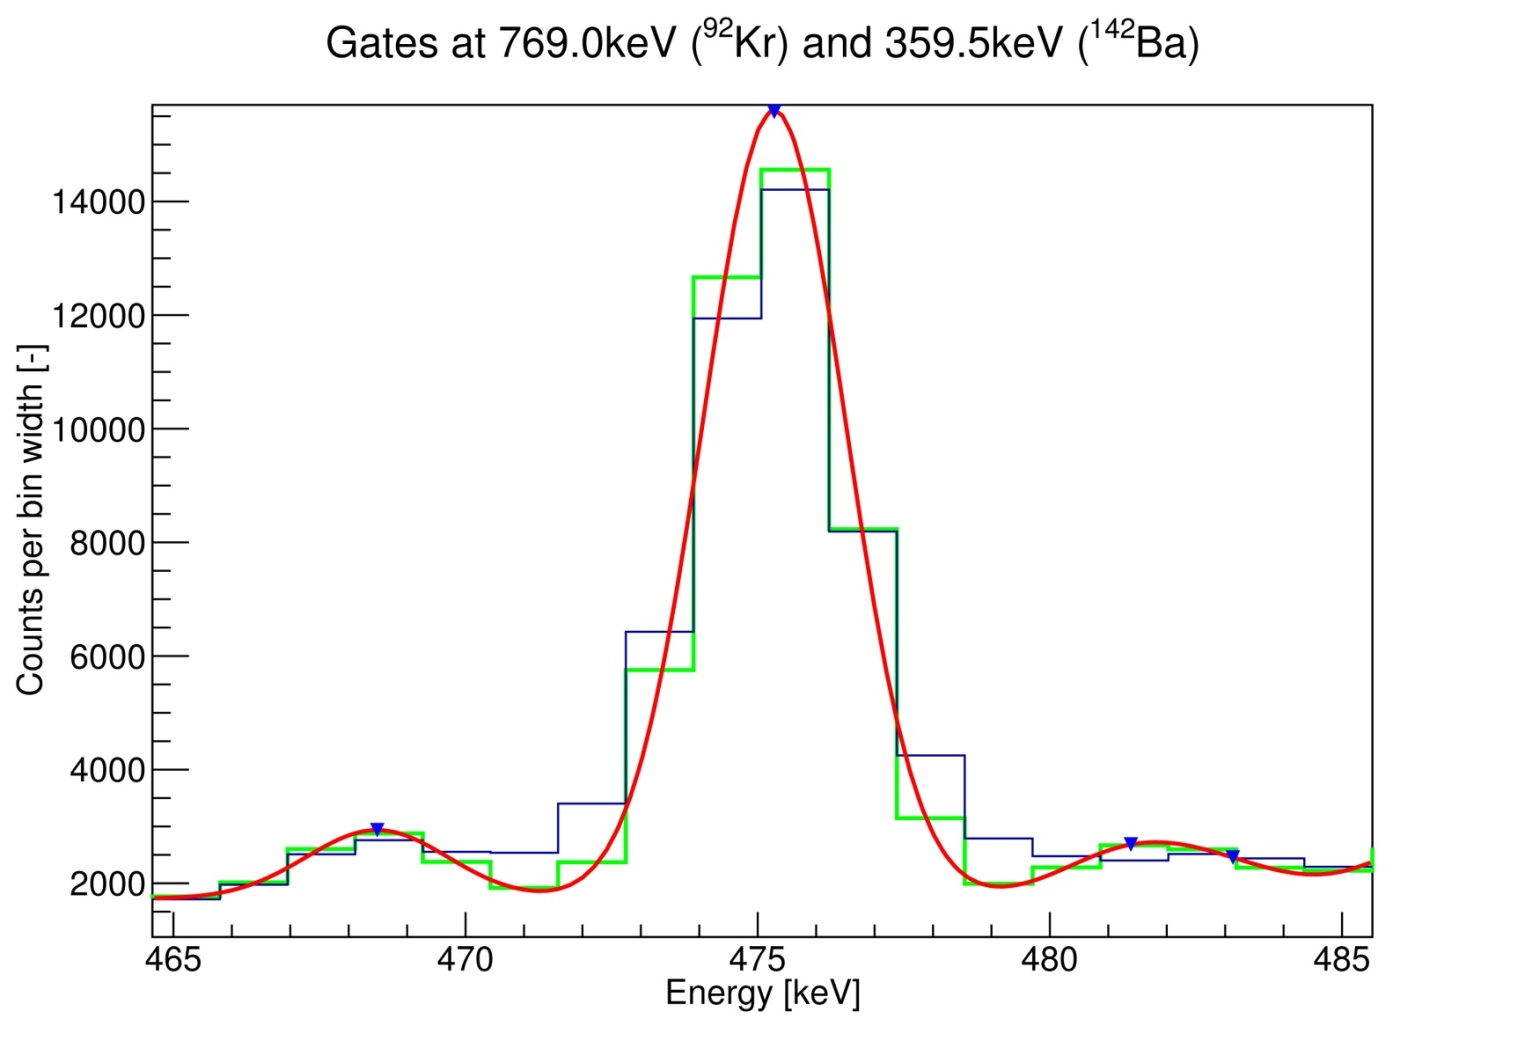 Gates at 769.0keV (⁹²Kr) and 359.5keV (¹⁴²Ba)
14000
12000
10000
8000
6000
4000
2000
Counts per bin width [-]
465 470 475 480 485
Energy [keV]